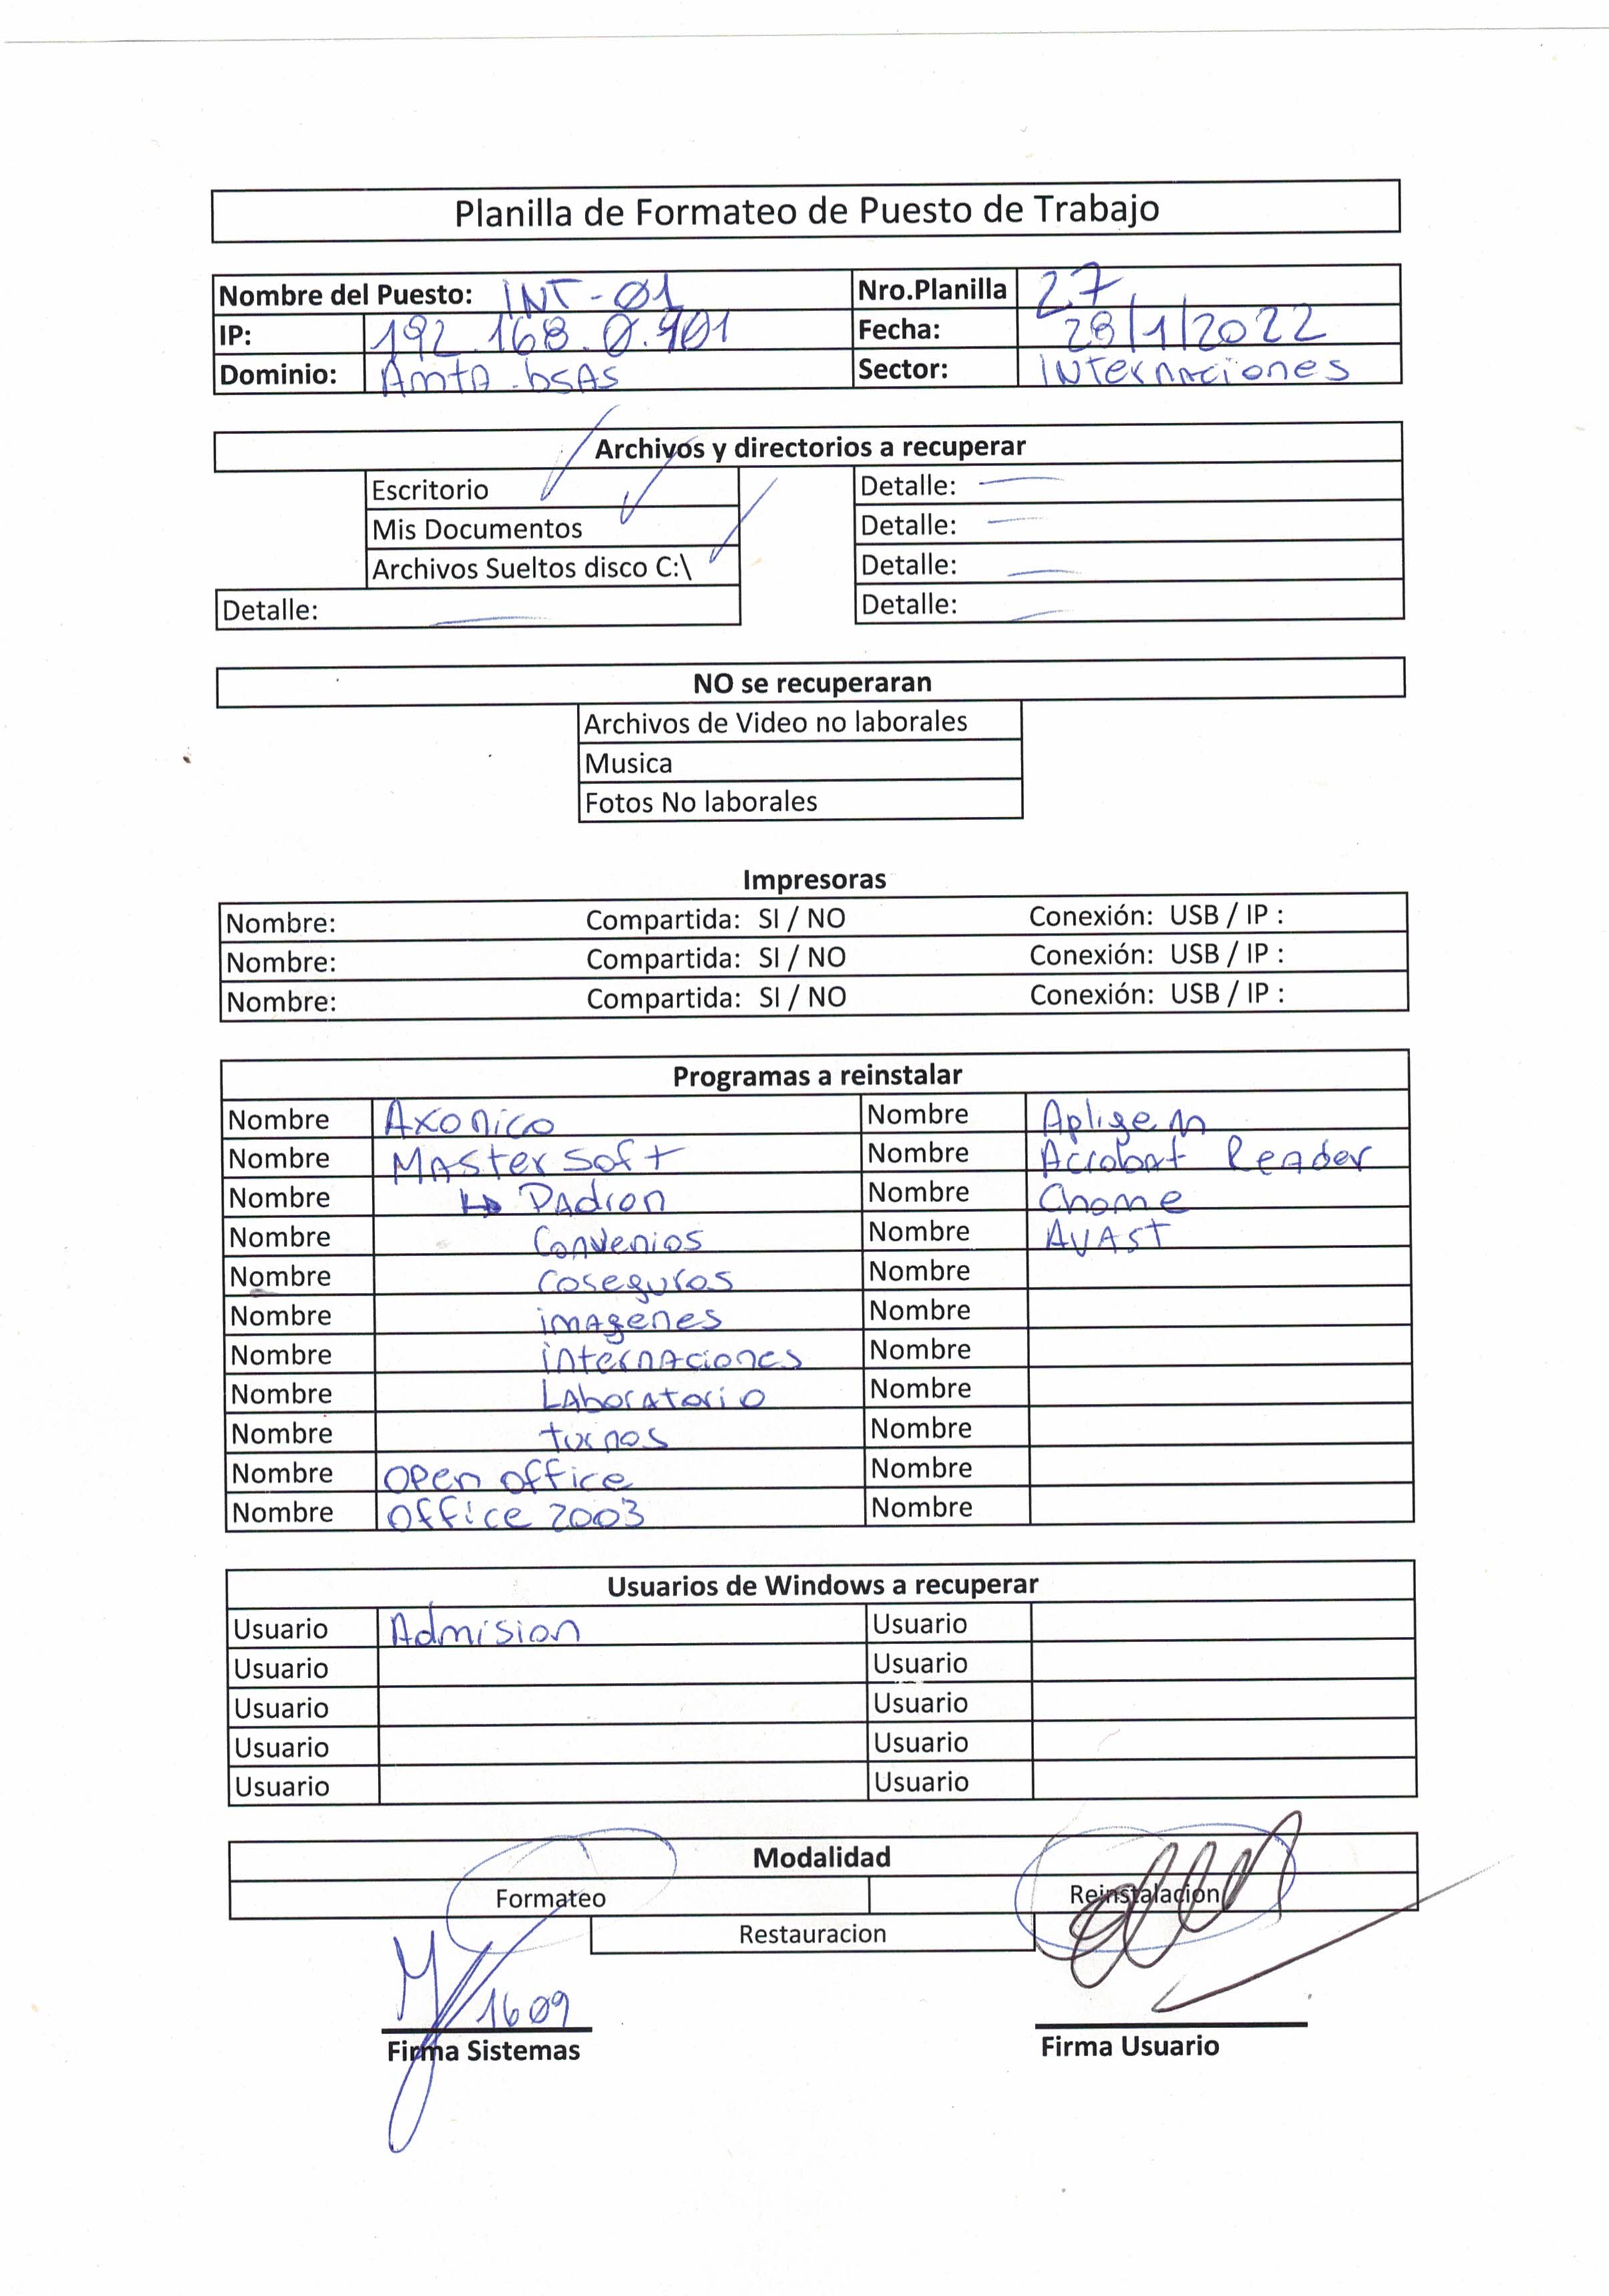 Planilla de Formateo de Puesto de Trabajo
Nombre del Puesto: INT-01 Nro.Planilla 27
IP: 192.168.0. Fecha: 28/1/2022
Dominio: Amta.bsAs Sector: Internaciones
Archivos y directorios a recuperar
Escritorio Detalle:
Mis Documentos Detalle:
Archivos Sueltos disco C:\ Detalle:
Detalle: Detalle:
NO se recuperaran
Archivos de Video no laborales
Musica
Fotos No laborales
Impresoras
Nombre: Compartida: SI / NO Conexión: USB / IP :
Nombre: Compartida: SI / NO Conexión: USB / IP :
Nombre: Compartida: SI / NO Conexión: USB / IP :
Programas a reinstalar
Nombre Axonico Nombre Apligem
Nombre MAster soft Nombre Acrobat Reader
Nombre PAdron Nombre Chome
Nombre Convenios Nombre AVAST
Nombre Coseguros Nombre
Nombre imagenes Nombre
Nombre internaciones Nombre
Nombre LAborAtorio Nombre
Nombre turnos Nombre
Nombre open office Nombre
Nombre office 2003 Nombre
Usuarios de Windows a recuperar
Usuario Admision Usuario
Usuario Usuario
Usuario Usuario
Usuario Usuario
Usuario Usuario
Modalidad
Formateo Reinstalacion
Restauracion
1609
Firma Sistemas Firma Usuario